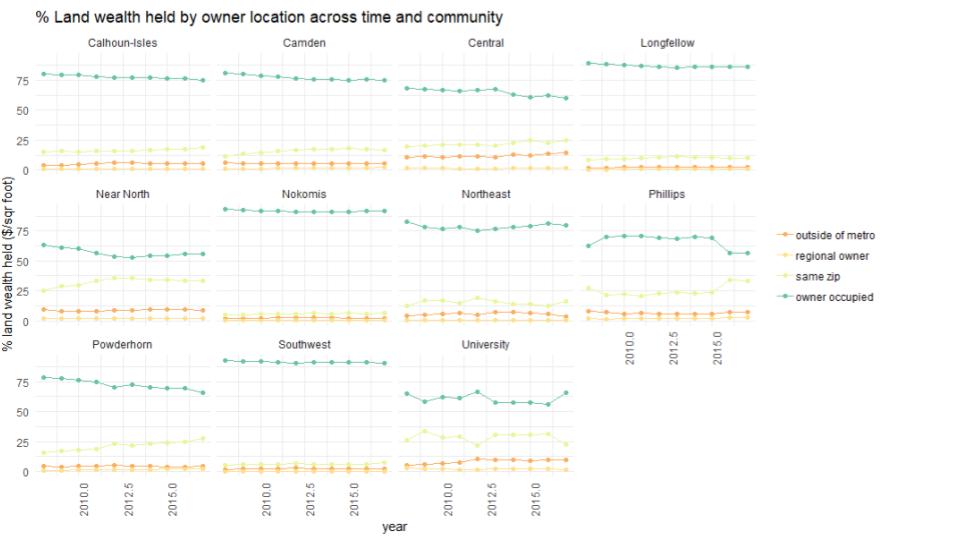 % Land wealth held by owner location across time and community
Calhoun-Isles Camden Central Longfellow
75
50
25
0
Near North Nokomis Northeast Phillips
75
50
25
0
% land wealth held ($/sqr foot)
outside of metro
regional owner
same zip
owner occupied
2010.0 2012.5 2015.0
Powderhorn Southwest University
75
50
25
0
2010.0 2012.5 2015.0 2010.0 2012.5 2015.0 2010.0 2012.5 2015.0
year